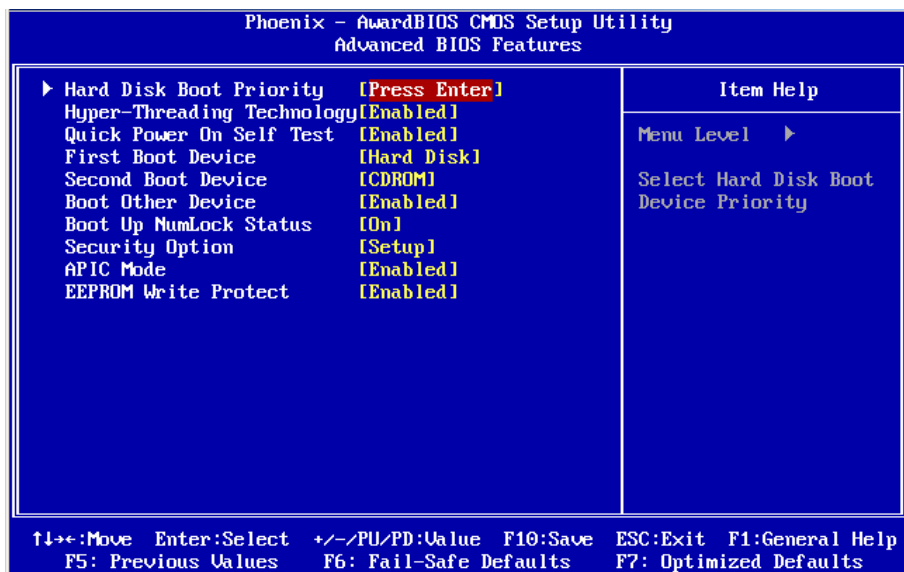 Phoenix - AwardBIOS CMOS Setup Utility
Advanced BIOS Features
Hard Disk Boot Priority [Press Enter]
Hyper-Threading Technology[Enabled]
Quick Power On Self Test [Enabled]
First Boot Device [Hard Disk]
Second Boot Device [CDROM]
Boot Other Device [Enabled]
Boot Up NumLock Status [On]
Security Option [Setup]
APIC Mode [Enabled]
EEPROM Write Protect [Enabled]
Item Help
Menu Level
Select Hard Disk Boot
Device Priority
↑↓→←:Move Enter:Select +/-/PU/PD:Value F10:Save ESC:Exit F1:General Help
F5: Previous Values F6: Fail-Safe Defaults F7: Optimized Defaults